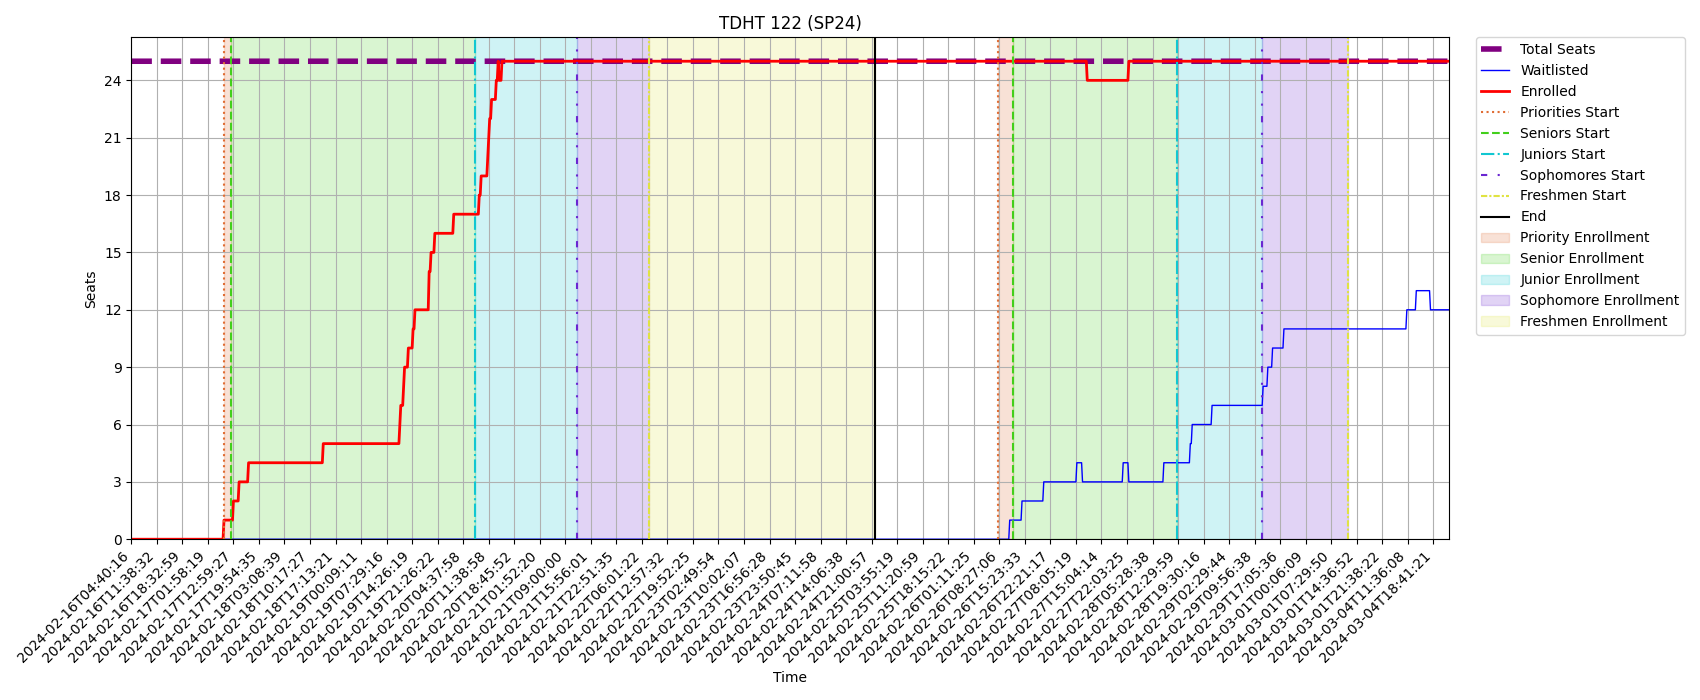 TDHT 122 (SP24)
Total Seats
Waitlisted
Enrolled
Priorities Start
Seniors Start
Juniors Start
Sophomores Start
Freshmen Start
End
Priority Enrollment
Senior Enrollment
Junior Enrollment
Sophomore Enrollment
Freshmen Enrollment
Seats
24
21
18
15
12
9
6
3
0
2024-02-16T04:40:16
2024-02-16T11:38:32
2024-02-16T18:32:59
2024-02-17T01:58:19
2024-02-17T12:59:27
2024-02-17T19:54:35
2024-02-18T03:08:39
2024-02-18T10:17:27
2024-02-18T17:13:21
2024-02-19T00:09:11
2024-02-19T07:29:16
2024-02-19T14:26:19
2024-02-19T21:26:22
2024-02-20T04:37:58
2024-02-20T11:38:58
2024-02-20T18:45:52
2024-02-21T01:52:20
2024-02-21T09:00:00
2024-02-21T15:56:01
2024-02-21T22:51:35
2024-02-22T06:01:22
2024-02-22T12:57:32
2024-02-22T19:52:25
2024-02-23T02:49:54
2024-02-23T10:02:07
2024-02-23T16:56:28
2024-02-23T23:50:45
2024-02-24T07:11:58
2024-02-24T14:06:38
2024-02-24T21:00:57
2024-02-25T03:55:19
2024-02-25T11:20:59
2024-02-25T18:15:22
2024-02-26T01:11:25
2024-02-26T08:27:06
2024-02-26T15:23:33
2024-02-26T22:21:17
2024-02-27T08:05:19
2024-02-27T15:04:14
2024-02-27T22:03:25
2024-02-28T05:28:38
2024-02-28T12:29:59
2024-02-28T19:30:16
2024-02-29T02:29:44
2024-02-29T09:56:38
2024-02-29T17:05:36
2024-03-01T00:06:09
2024-03-01T07:29:50
2024-03-01T14:36:52
2024-03-01T21:38:22
2024-03-04T11:36:08
2024-03-04T18:41:21
Time